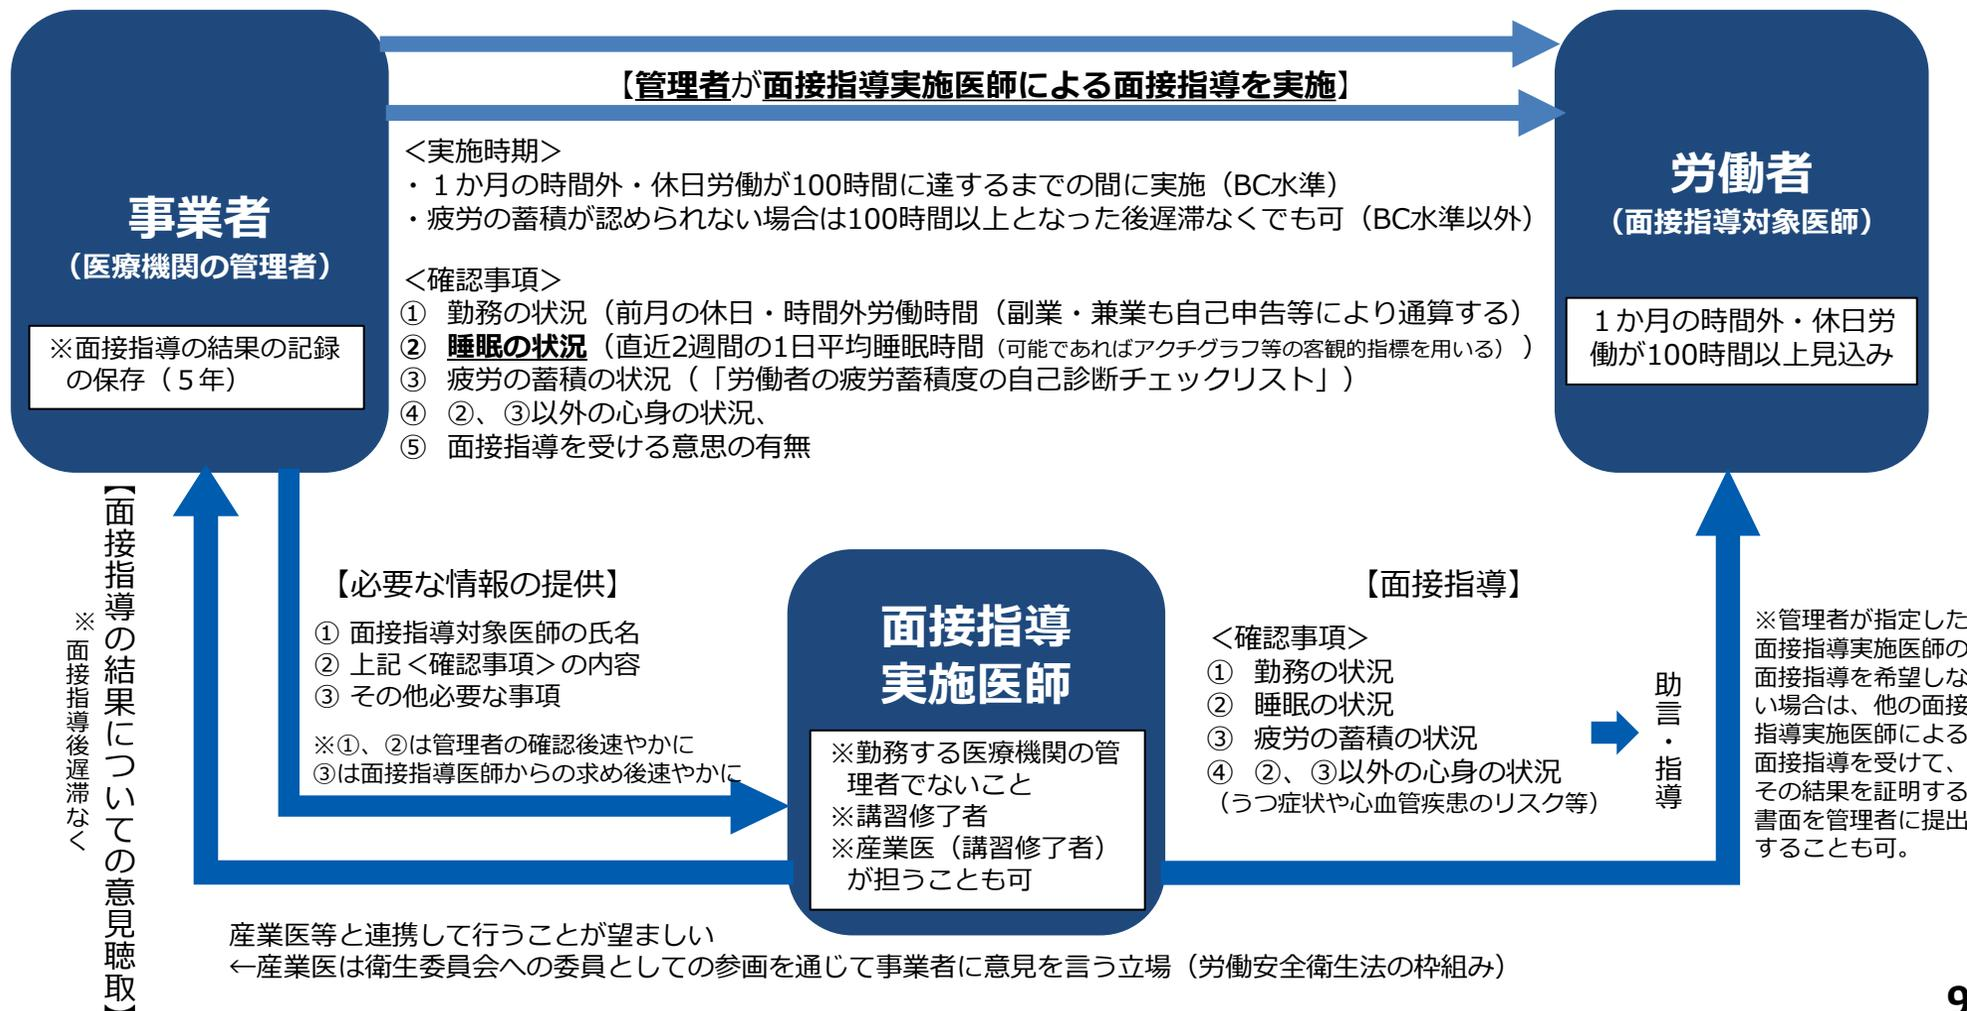 【管理者が面接指導実施医師による面接指導を実施】
事業者
（医療機関の管理者）
※面接指導の結果の記録
の保存（５年）
＜実施時期＞
・１か月の時間外・休日労働が100時間に達するまでの間に実施（BC水準）
・疲労の蓄積が認められない場合は100時間以上となった後遅滞なくでも可（BC水準以外）
＜確認事項＞
① 勤務の状況（前月の休日・時間外労働時間（副業・兼業も自己申告等により通算する）
② 睡眠の状況（直近2週間の1日平均睡眠時間（可能であればアクチグラフ等の客観的指標を用いる））
③ 疲労の蓄積の状況（「労働者の疲労蓄積度の自己診断チェックリスト」）
④ ②、③以外の心身の状況、
⑤ 面接指導を受ける意思の有無
労働者
（面接指導対象医師）
１か月の時間外・休日労
働が100時間以上見込み
【面接指導の結果についての意見聴取】
※面接指導後遅滞なく
【必要な情報の提供】
① 面接指導対象医師の氏名
② 上記＜確認事項＞の内容
③ その他必要な事項
※①、②は管理者の確認後速やかに
③は面接指導医師からの求め後速やかに
面接指導
実施医師
※勤務する医療機関の管
理者でないこと
※講習修了者
※産業医（講習修了者）
が担うことも可
【面接指導】
＜確認事項＞
① 勤務の状況
② 睡眠の状況
③ 疲労の蓄積の状況
④ ②、③以外の心身の状況
（うつ症状や心血管疾患のリスク等）
助言・指導
※管理者が指定した
面接指導実施医師の
面接指導を希望しな
い場合は、他の面接
指導実施医師による
面接指導を受けて、
その結果を証明する
書面を管理者に提出
することも可。
産業医等と連携して行うことが望ましい
←産業医は衛生委員会への委員としての参画を通じて事業者に意見を言う立場（労働安全衛生法の枠組み）
9